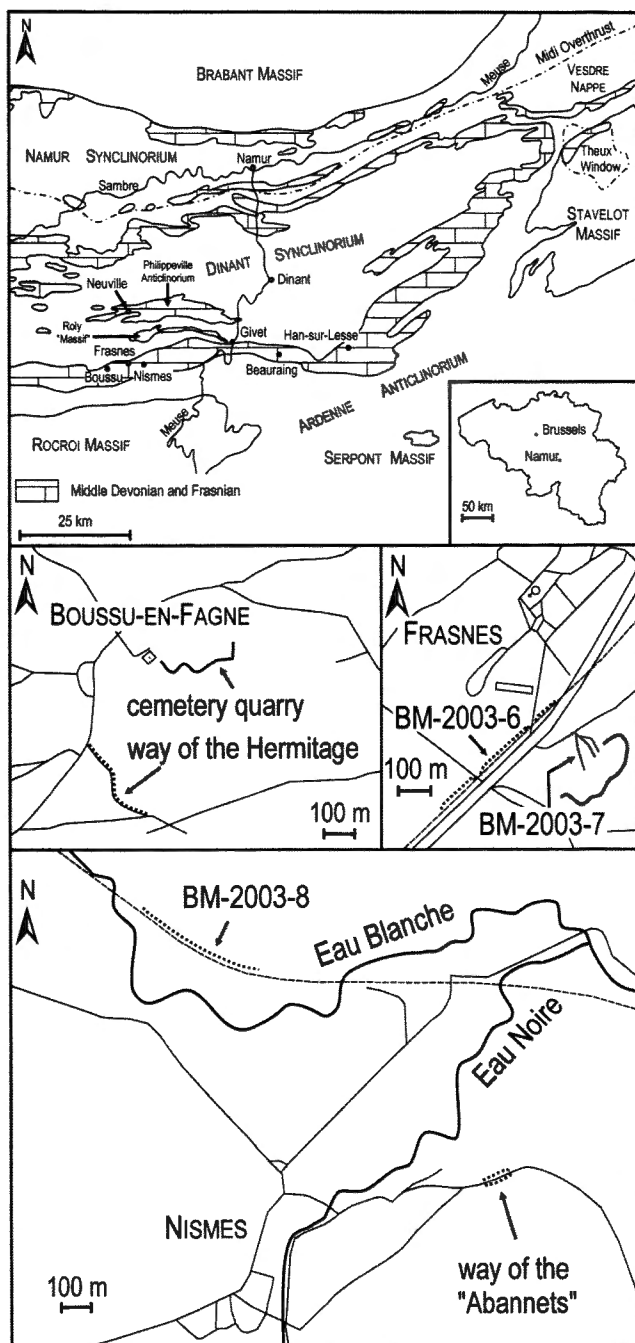 N
BRABANT MASSIF
Meuse
Midi Overthrust
VESDRE
NAPPE
NAMUR SYNCLINORIUM
Namur
Theux
Window
Sambre
STAVELOT
MASSIF
DINANT SYNCLINORIUM
Philippeville
Anticlinorium
Neuville
Dinant
Roly
"Massif"
Givet
Han-sur-Lesse
Frasnes
Boussu
Nismes
Beauraing
ARDENNE ANTICLINORIUM
Meuse
ROCROI MASSIF
SERPONT MASSIF
Brussels
Namur
50 km
Middle Devonian and Frasnian
25 km
N
BOUSSU-EN-FAGNE
cemetery quarry
way of the Hermitage
100 m
N
FRASNES
BM-2003-6
100 m
BM-2003-7
N
BM-2003-8
Eau Blanche
Eau Noire
NISMES
100 m
way of the
"Abannets"